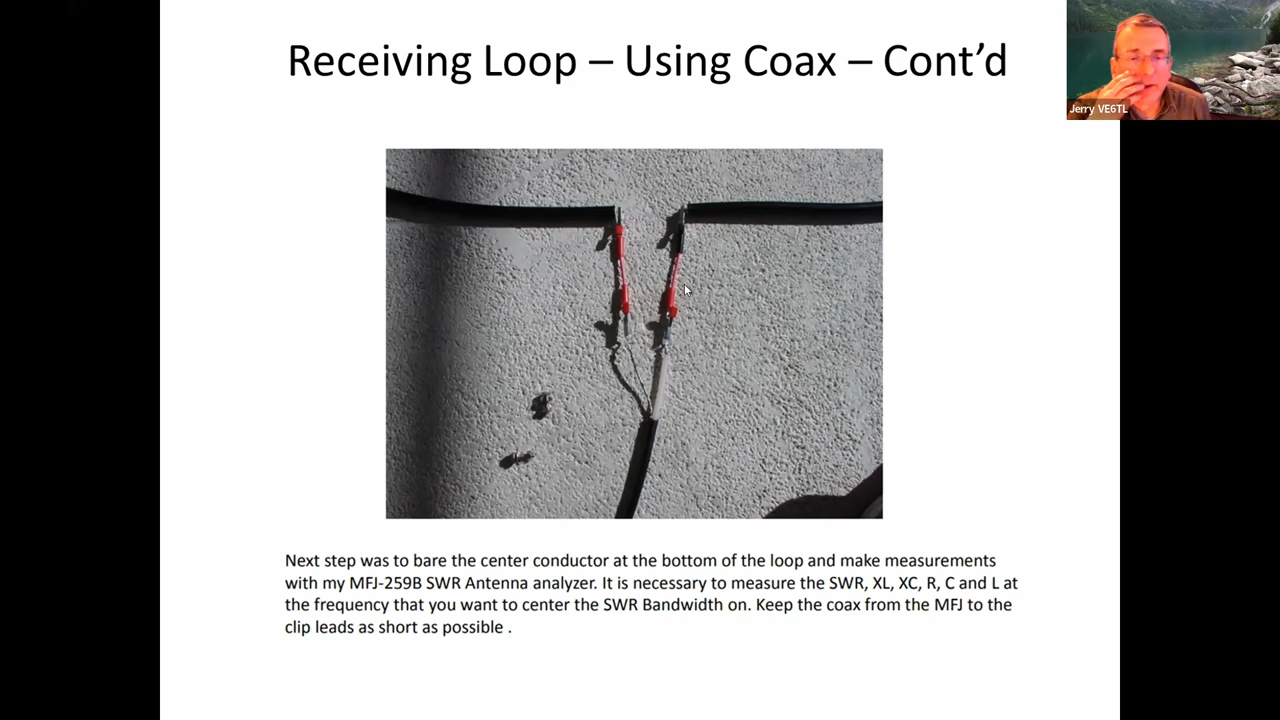 Receiving Loop – Using Coax – Cont’d
Jerry VE6TL
Next step was to bare the center conductor at the bottom of the loop and make measurements
with my MFJ-259B SWR Antenna analyzer. It is necessary to measure the SWR, XL, XC, R, C and L at
the frequency that you want to center the SWR Bandwidth on. Keep the coax from the MFJ to the
clip leads as short as possible .